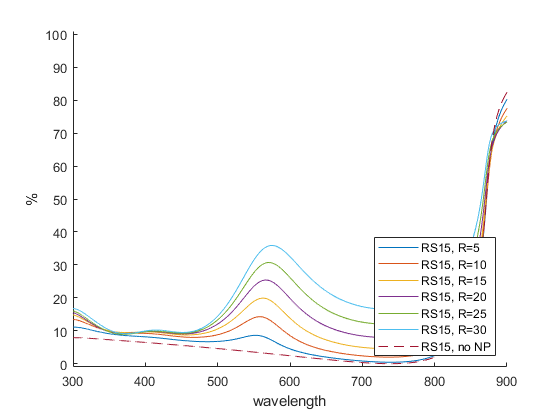 100
90
80
70
60
50
40
30
20
10
0
%
300 400 500 600 700 800 900
wavelength
RS15, R=5
RS15, R=10
RS15, R=15
RS15, R=20
RS15, R=25
RS15, R=30
RS15, no NP